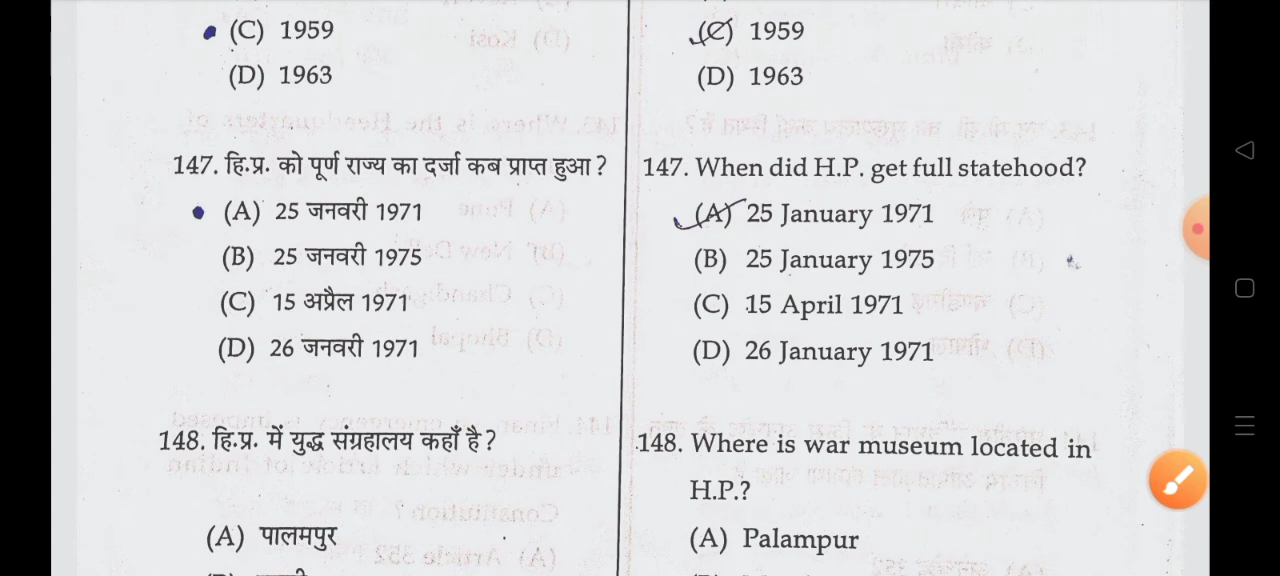 (C) 1959
(D) 1963
147. हि.प्र. को पूर्ण राज्य का दर्जा कब प्राप्त हुआ ?
(A) 25 जनवरी 1971
(B) 25 जनवरी 1975
(C) 15 अप्रैल 1971
(D) 26 जनवरी 1971
148. हि.प्र. में युद्ध संग्रहालय कहाँ है ?
(A) पालमपुर
(C) 1959
(D) 1963
147. When did H.P. get full statehood?
(A) 25 January 1971
(B) 25 January 1975
(C) 15 April 1971
(D) 26 January 1971
148. Where is war museum located in
H.P.?
(A) Palampur